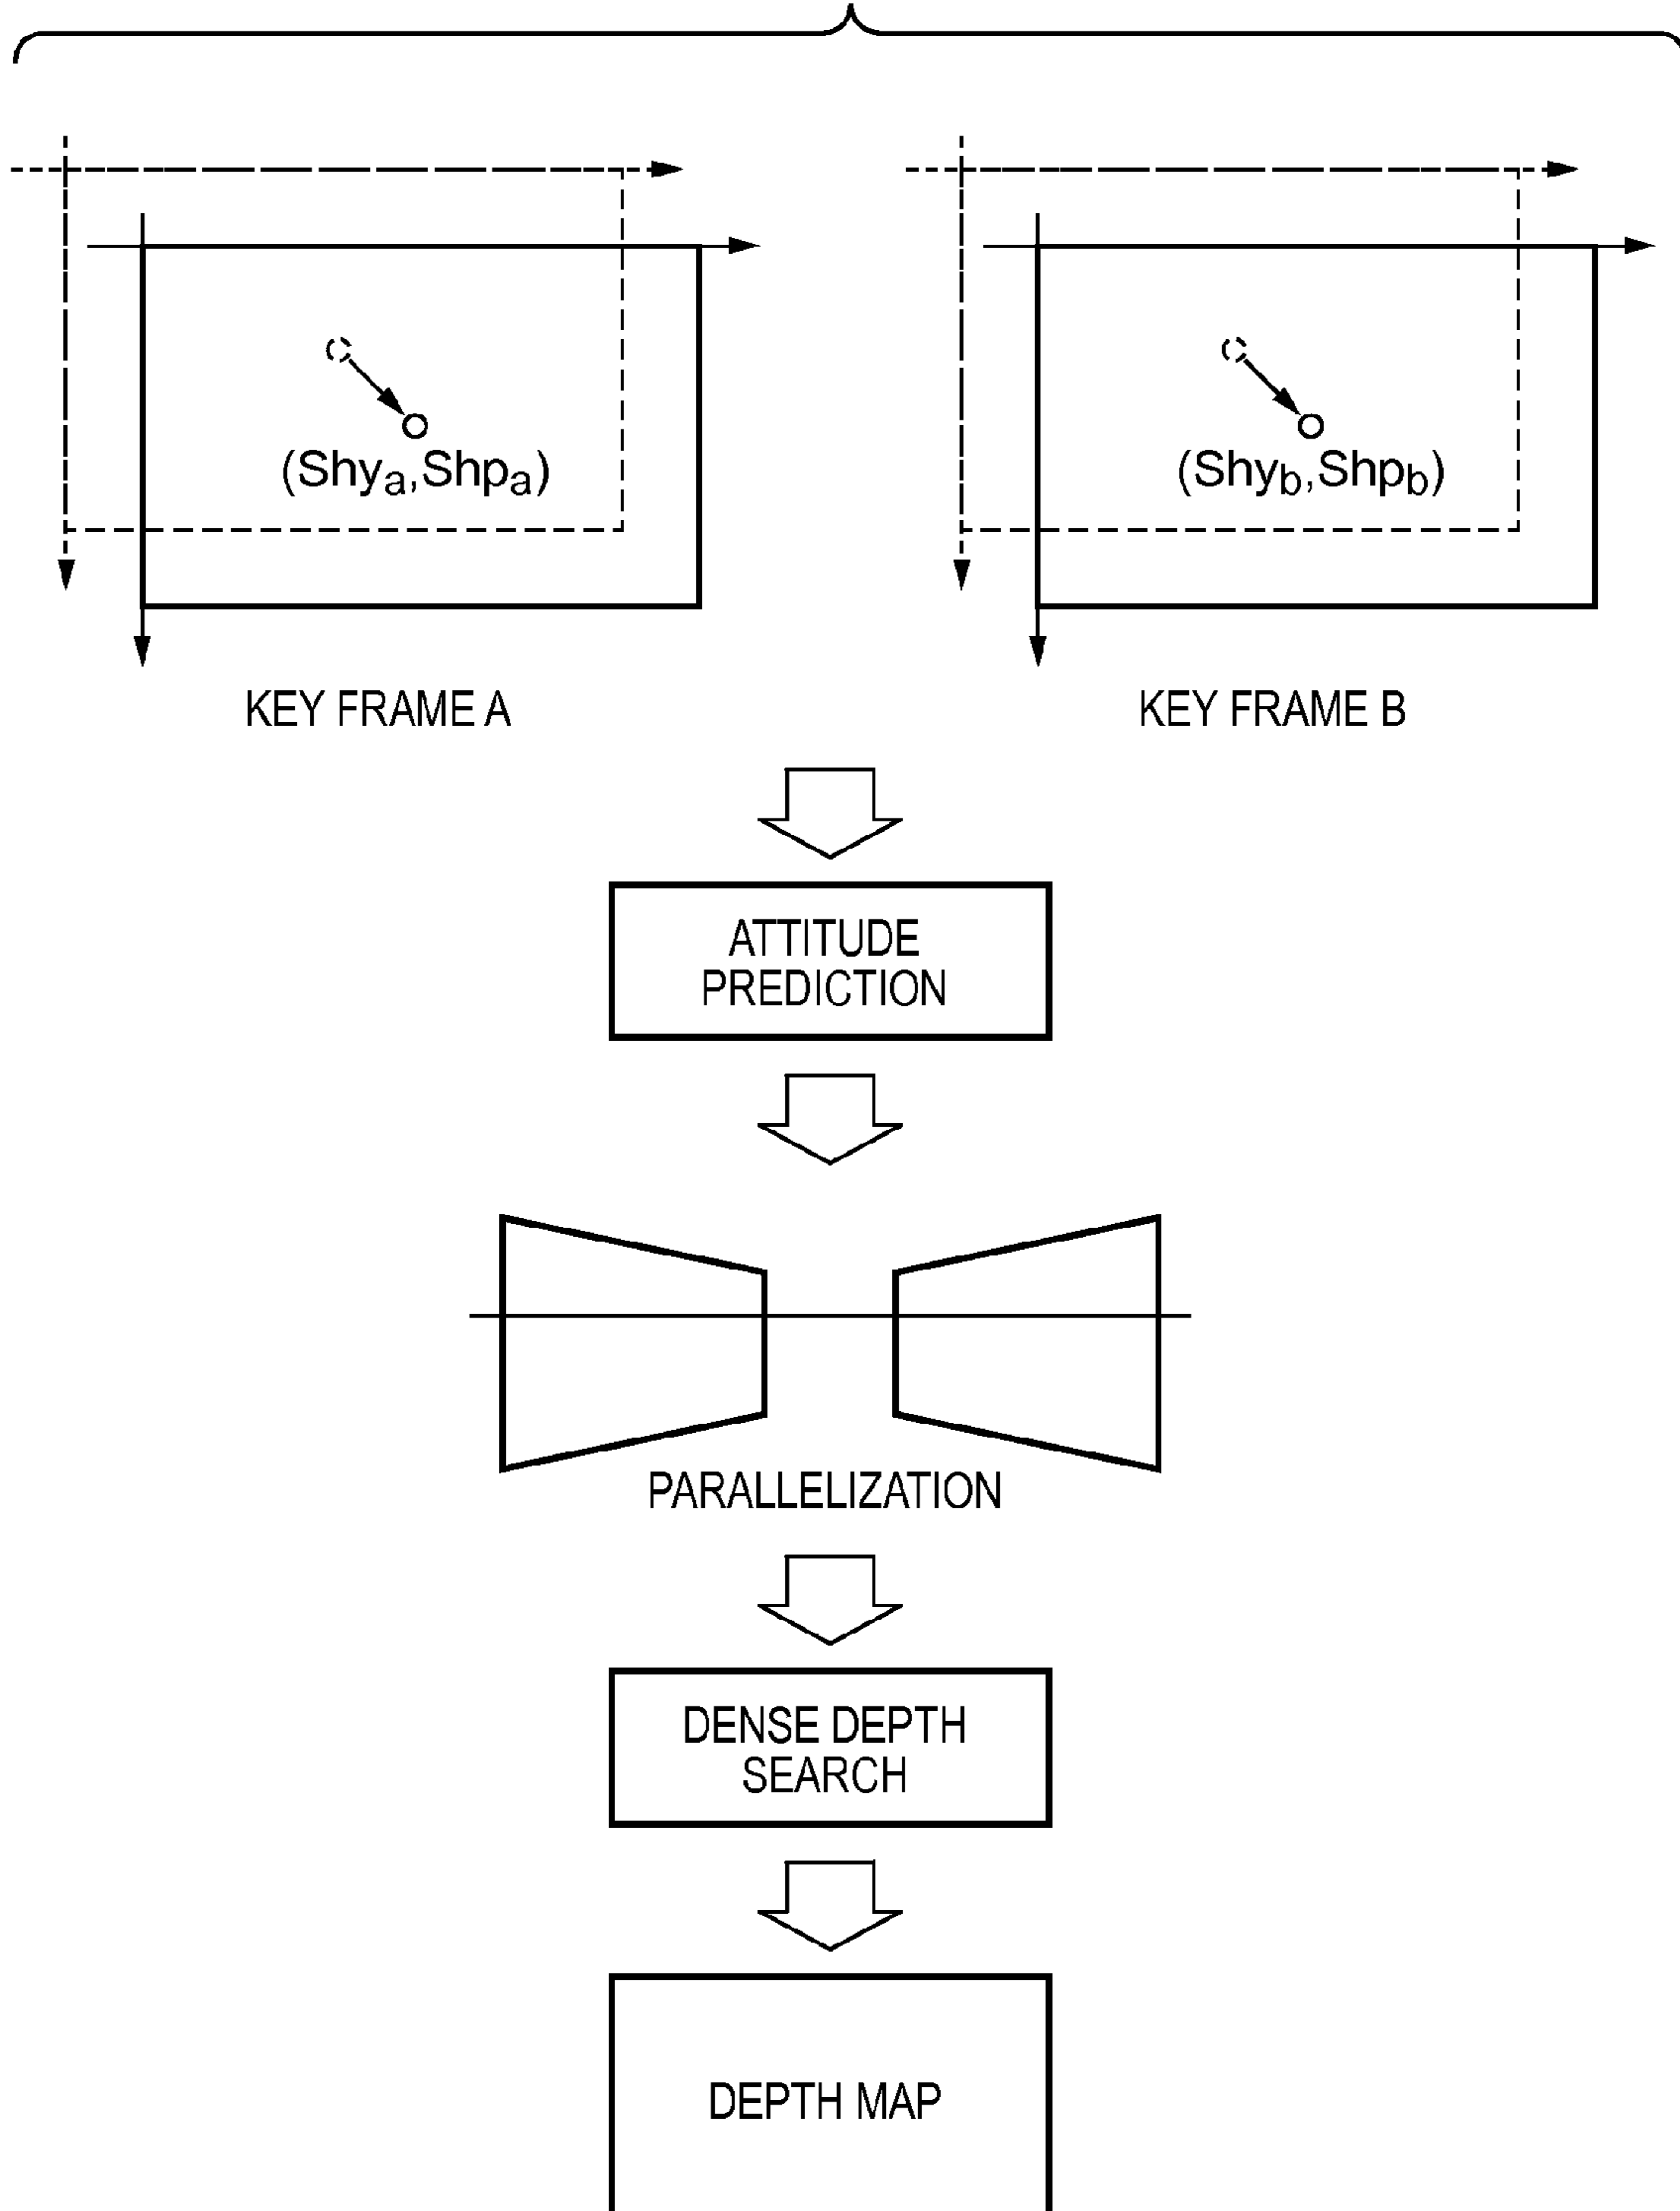 (Shya,Shpa)
(Shyb,Shpb)
KEY FRAME A
KEY FRAME B
ATTITUDE
PREDICTION
PARALLELIZATION
DENSE DEPTH
SEARCH
DEPTH MAP